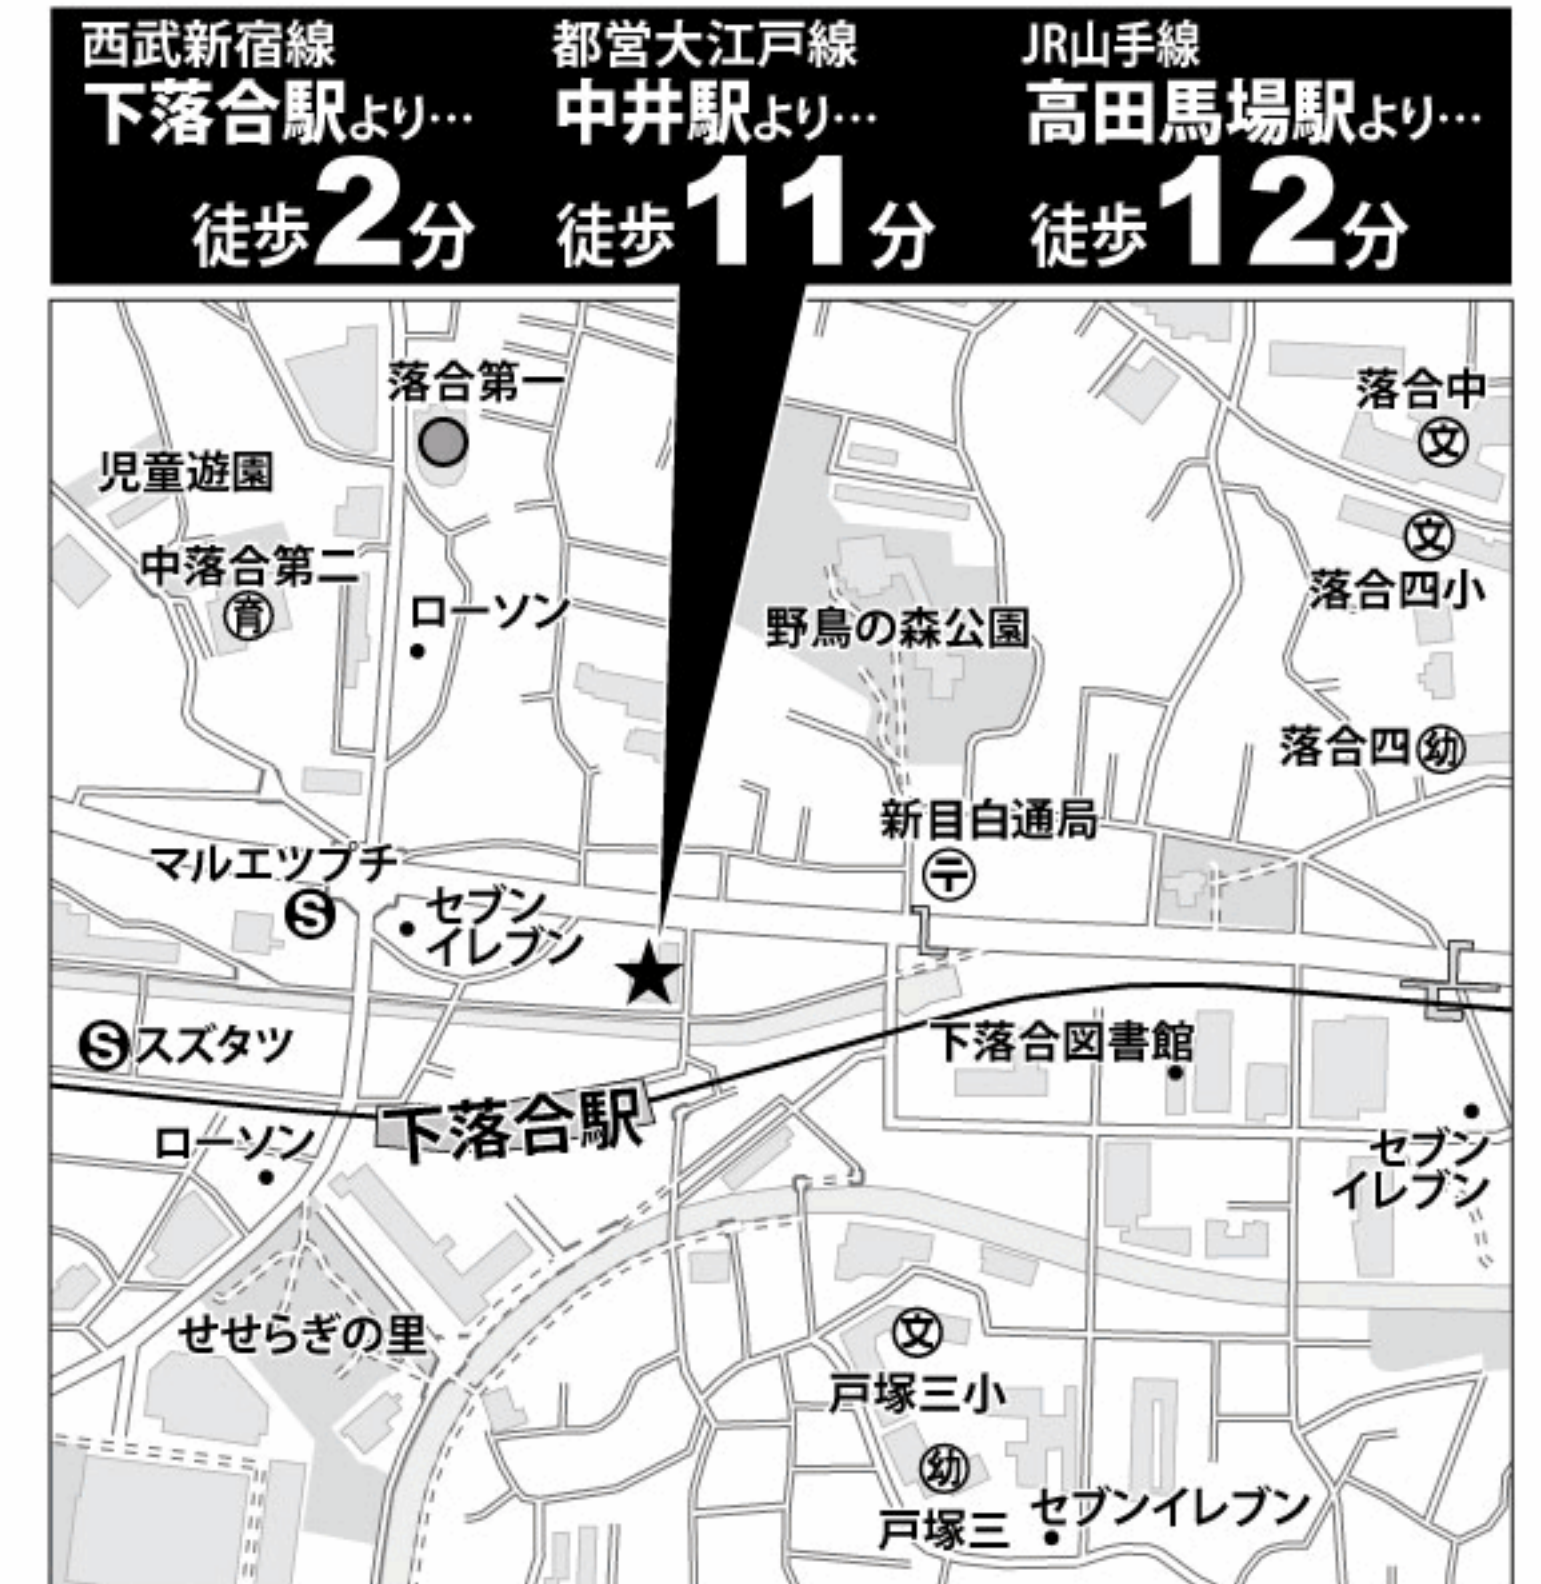 西武新宿線
下落合駅より…
徒歩2分
都営大江戸線
中井駅より…
徒歩11分
JR山手線
高田馬場駅より…
徒歩12分
落合第一
落合中
文
児童遊園
文
落合四小
中落合第二
育
ローソン
野鳥の森公園
落合四幼
新目白通局
〒
マルエツプチ
S
セブン
イレブン
Sスズタツ
下落合図書館
下落合駅
ローソン
セブン
イレブン
せせらぎの里
文
戸塚三小
幼
戸塚三
セブンイレブン